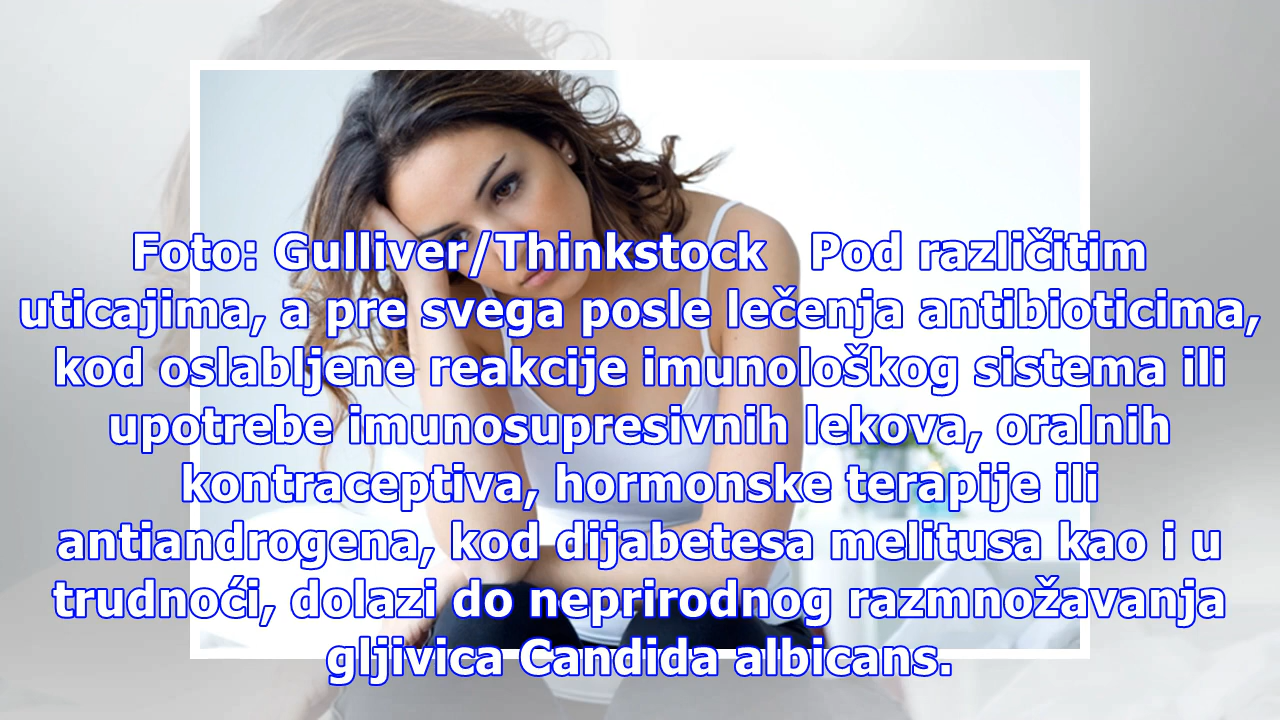 Foto: Gulliver/Thinkstock   Pod različitim
uticajima, a pre svega posle lečenja antibioticima,
kod oslabljene reakcije imunološkog sistema ili
upotrebe imunosupresivnih lekova, oralnih
kontraceptiva, hormonske terapije ili
antiandrogena, kod dijabetesa melitusa kao i u
trudnoći, dolazi do neprirodnog razmnožavanja
gljivica Candida albicans.